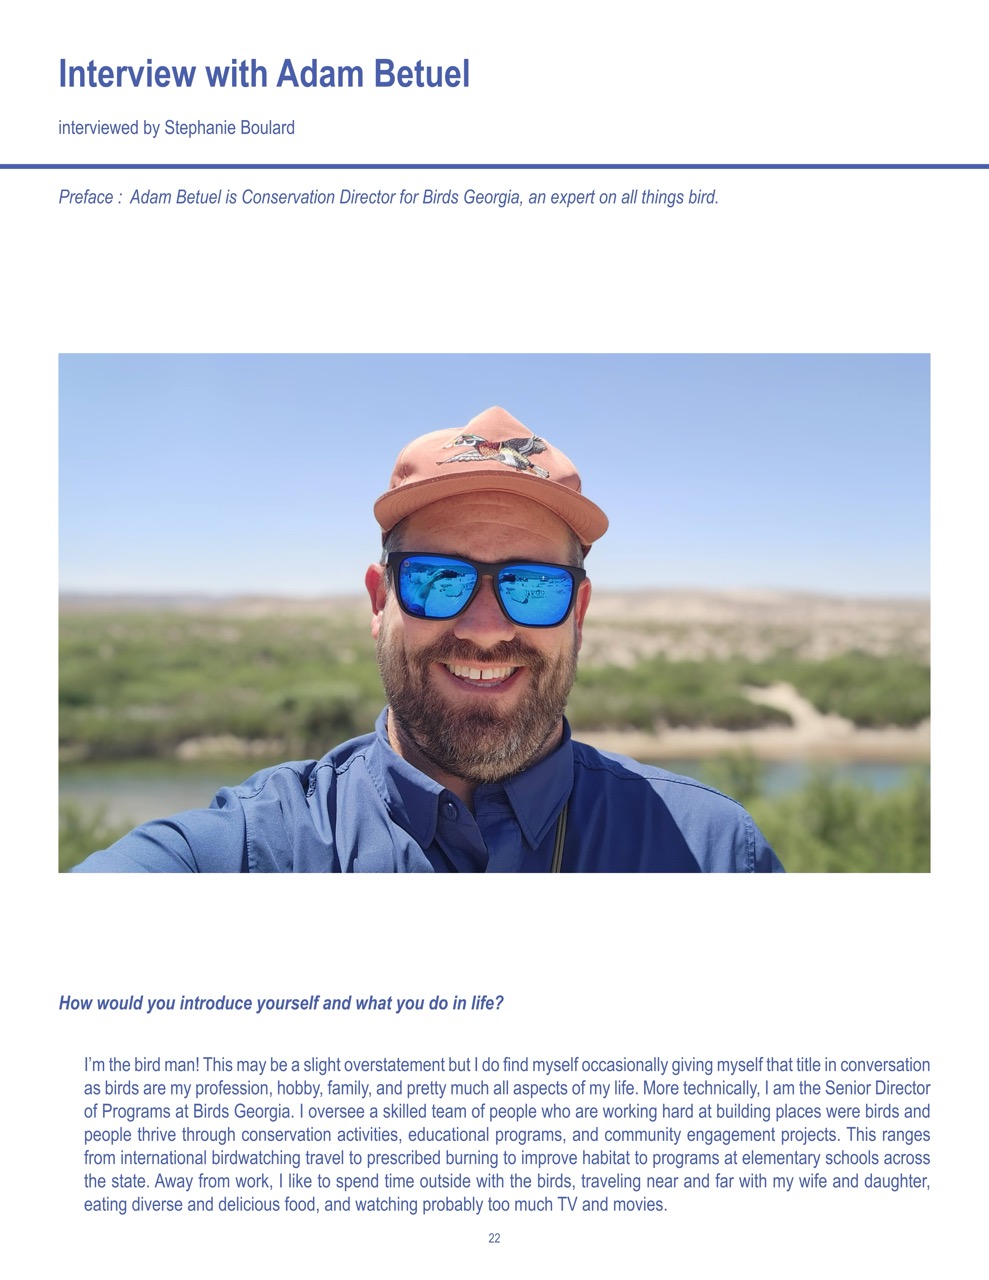 Interview with Adam Betuel
interviewed by Stephanie Boulard
Preface :  Adam Betuel is Conservation Director for Birds Georgia, an expert on all things bird.
How would you introduce yourself and what you do in life?
I’m the bird man! This may be a slight overstatement but I do find myself occasionally giving myself that title in conversation
as birds are my profession, hobby, family, and pretty much all aspects of my life. More technically, I am the Senior Director
of Programs at Birds Georgia. I oversee a skilled team of people who are working hard at building places were birds and
people thrive through conservation activities, educational programs, and community engagement projects. This ranges
from international birdwatching travel to prescribed burning to improve habitat to programs at elementary schools across
the state. Away from work, I like to spend time outside with the birds, traveling near and far with my wife and daughter,
eating diverse and delicious food, and watching probably too much TV and movies.
22